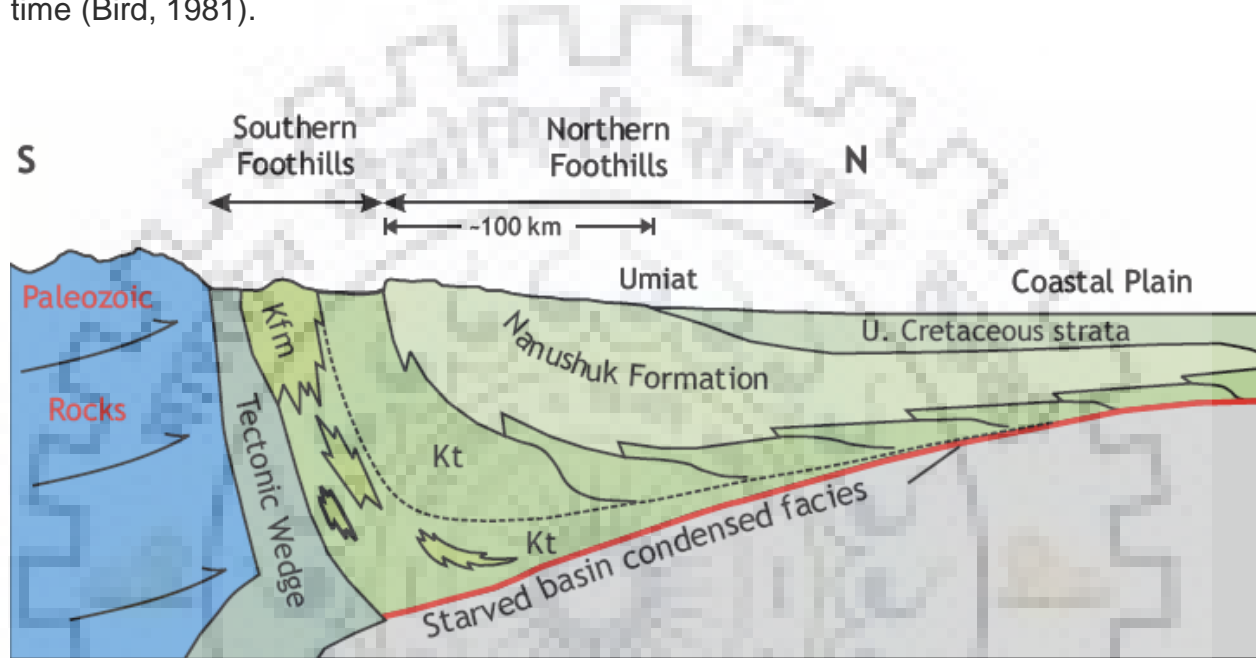 time (Bird, 1981).
Southern
Foothills
Northern
Foothills
S
N
~100 km
Umiat
Coastal Plain
Paleozoic
Kfm
U. Cretaceous strata
Nanushuk Formation
Rocks
Tectonic Wedge
Kt
Kt
Starved basin condensed facies